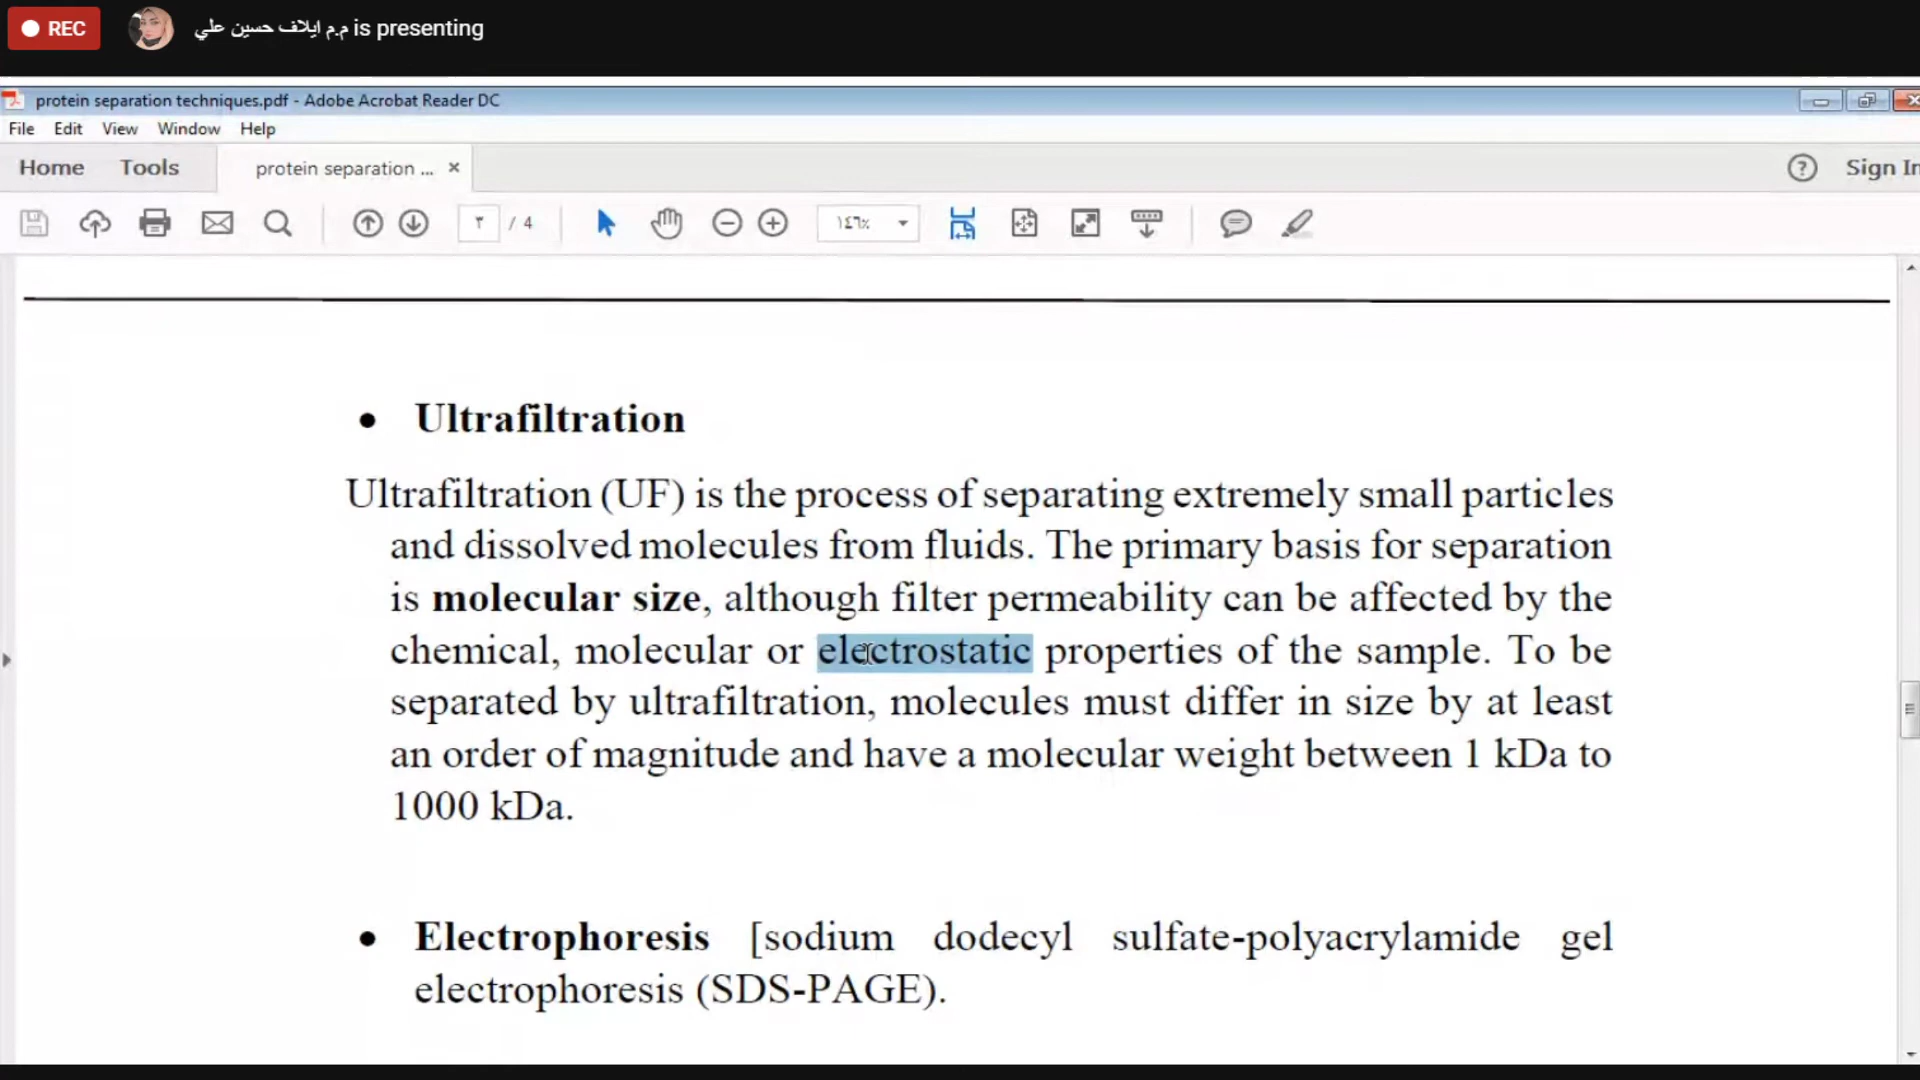 REC
م.م ايلاف حسين علي is presenting
protein separation techniques.pdf - Adobe Acrobat Reader DC
File Edit View Window Help
Home Tools protein separation ... × ? Sign In
٣ / 4 ١٤٦%
• Ultrafiltration
Ultrafiltration (UF) is the process of separating extremely small particles
and dissolved molecules from fluids. The primary basis for separation
is molecular size, although filter permeability can be affected by the
chemical, molecular or electrostatic properties of the sample. To be
separated by ultrafiltration, molecules must differ in size by at least
an order of magnitude and have a molecular weight between 1 kDa to
1000 kDa.
• Electrophoresis [sodium dodecyl sulfate-polyacrylamide gel
electrophoresis (SDS-PAGE).